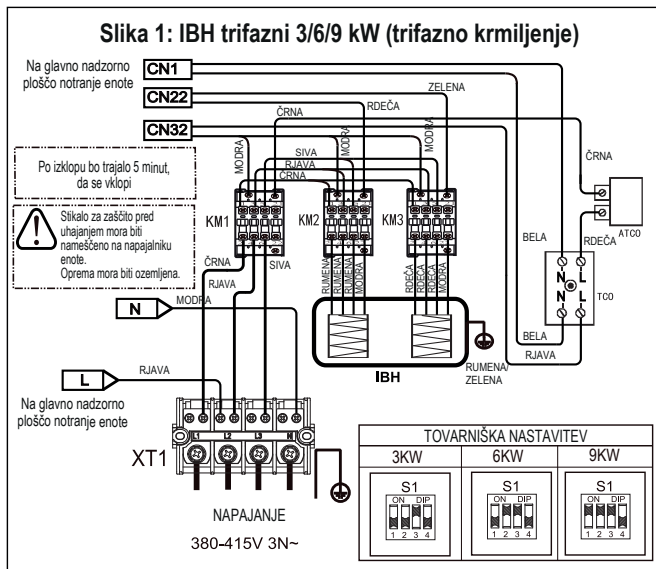 Slika 1: IBH trifazni 3/6/9 kW (trifazno krmiljenje)
Na glavno nadzorno
ploščo notranje enote
CN1
CN22
CN32
ZELENA
RDEČA
ČRNA
MODRA
MODRA
MODRA
SIVA
RJAVA
ČRNA
ČRNA
Po izklopu bo trajalo 5 minut,
da se vklopi
Stikalo za zaščito pred
uhajanjem mora biti
nameščeno na napajalniku
enote.
Oprema mora biti ozemljena.
KM1
KM2
KM3
ATCO
BELA
RDEČA
ČRNA
RJAVA
SIVA
RUMENA
RUMENA
RUMENA
MODRA
RDEČA
RDEČA
RDEČA
MODRA
N
N
L
L
TCO
N
MODRA
BELA
RJAVA
IBH
RUMENA/
ZELENA
L
RJAVA
Na glavno nadzorno
ploščo notranje enote
XT1
L1
L2
L3
N
NAPAJANJE
380-415V 3N~
TOVARNIŠKA NASTAVITEV
3KW
6KW
9KW
S1
ON DIP
1 2 3 4
S1
ON DIP
1 2 3 4
S1
ON DIP
1 2 3 4